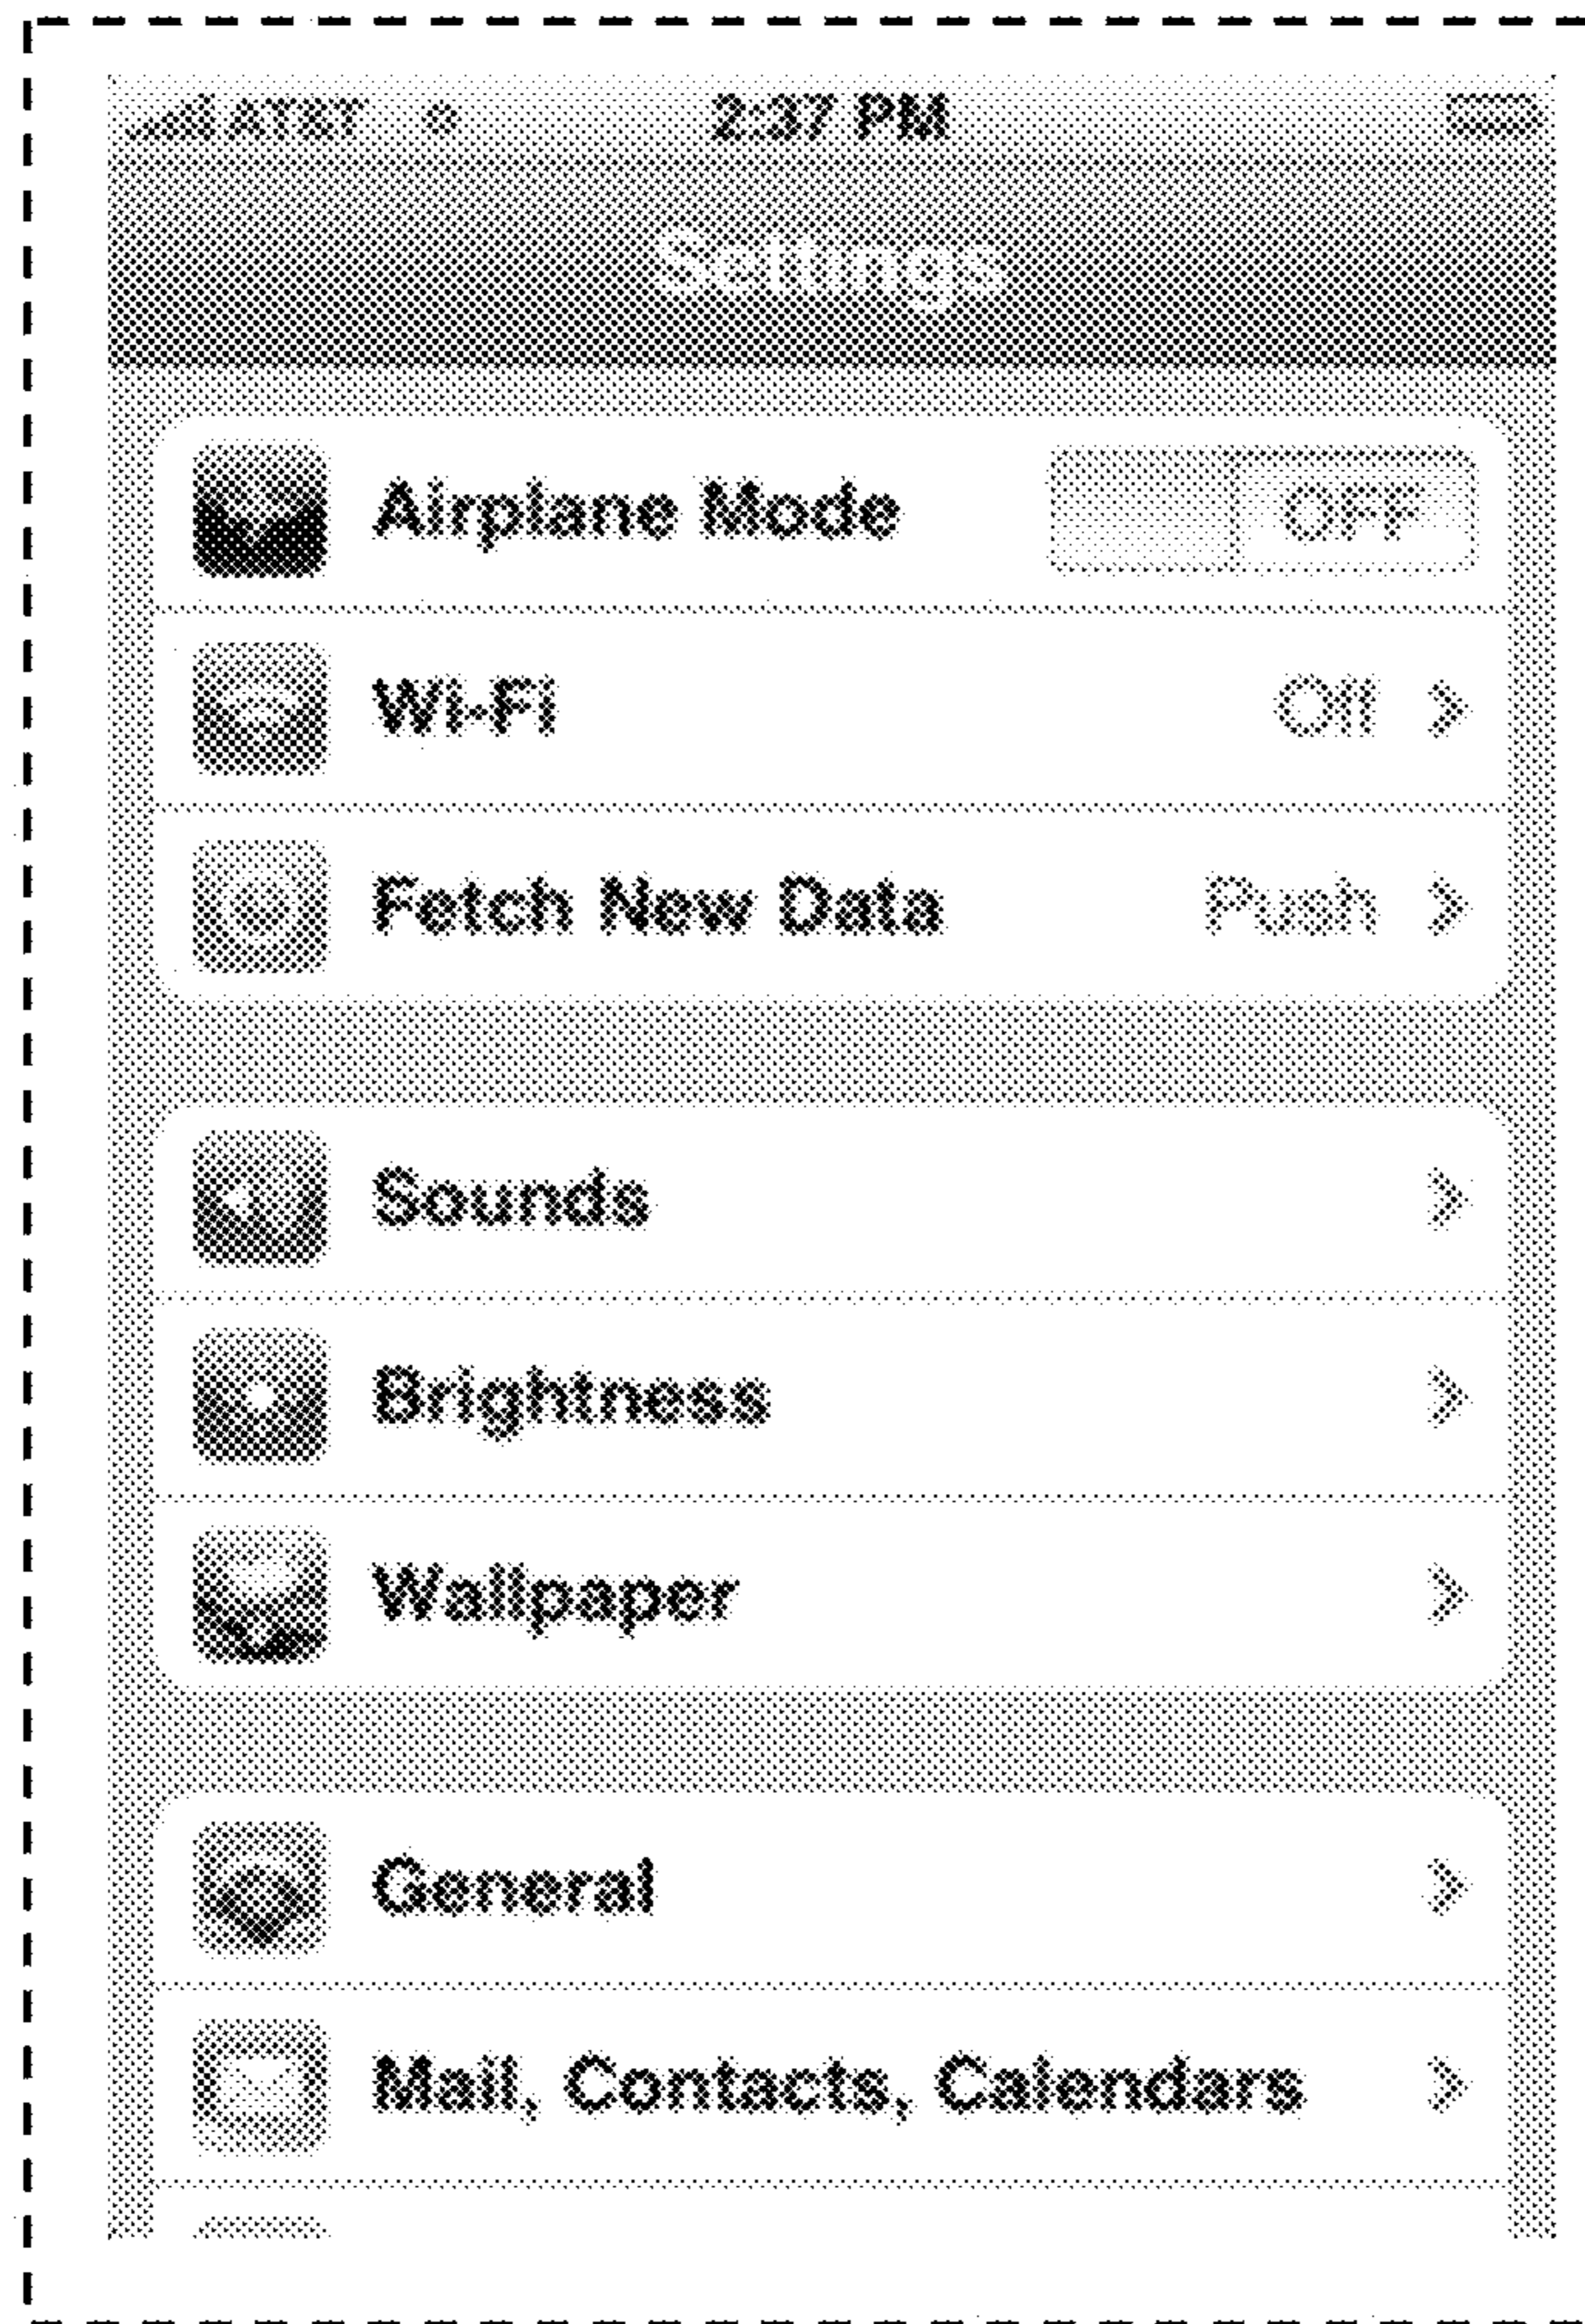 AT&T 2:37 PM
Settings
Airplane Mode OFF
Wi-Fi Off
Fetch New Data Push
Sounds
Brightness
Wallpaper
General
Mail, Contacts, Calendars